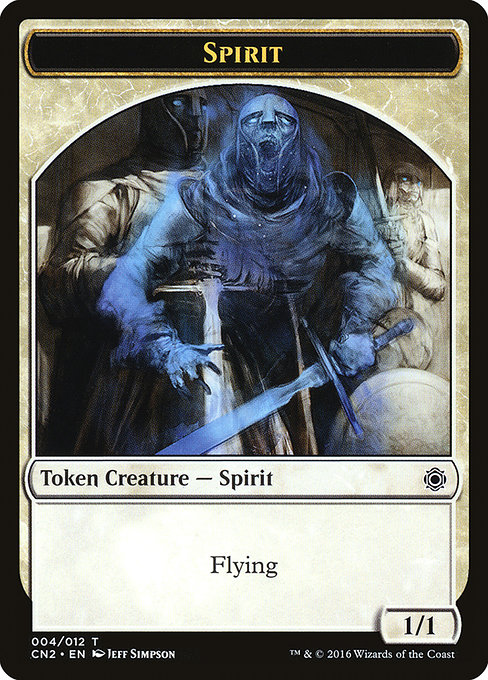 Spirit
Token Creature — Spirit
Flying
1/1
004/012 T
CN2 • EN Jeff Simpson
™ & © 2016 Wizards of the Coast